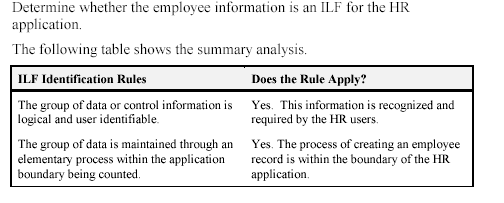 Determine whether the employee information is an ILF for the HR
application.
The following table shows the summary analysis.
ILF Identification Rules Does the Rule Apply?
The group of data or control information is Yes. This information is recognized and
logical and user identifiable. required by the HR users.
The group of data is maintained through an Yes. The process of creating an employee
elementary process within the application record is within the boundary of the HR
boundary being counted. application.